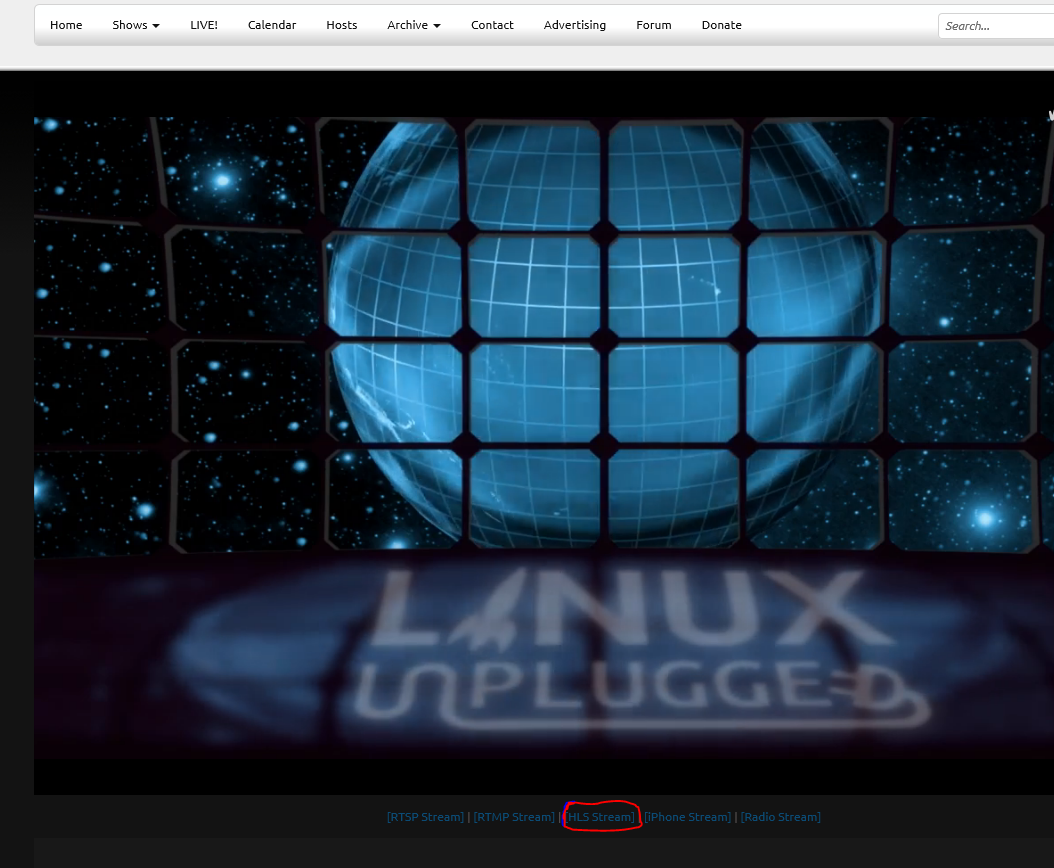 Home Shows LIVE! Calendar Hosts Archive Contact Advertising Forum Donate Search...
LINUX
UNPLUGGED
[RTSP Stream] | [RTMP Stream] | [HLS Stream] | [iPhone Stream] | [Radio Stream]